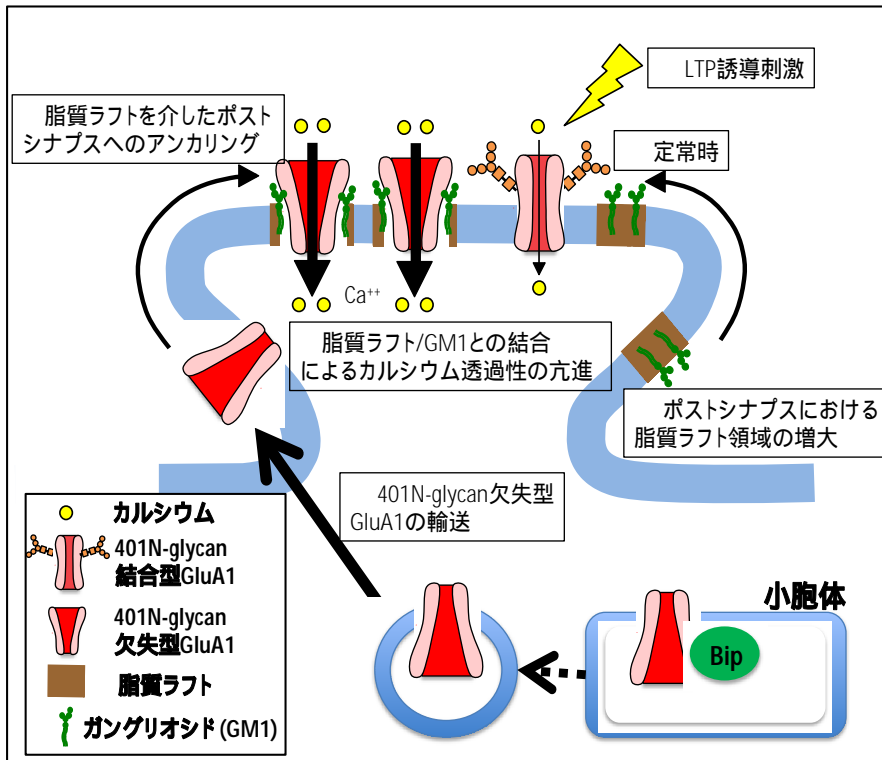 LTP誘導刺激
脂質ラフトを介したポスト
シナプスへのアンカリング
定常時
Ca++
脂質ラフト/GM1との結合
によるカルシウム透過性の亢進
ポストシナプスにおける
脂質ラフト領域の増大
401N-glycan欠失型
GluA1の輸送
小胞体
Bip
カルシウム
401N-glycan
結合型GluA1
401N-glycan
欠失型GluA1
脂質ラフト
ガングリオシド(GM1)